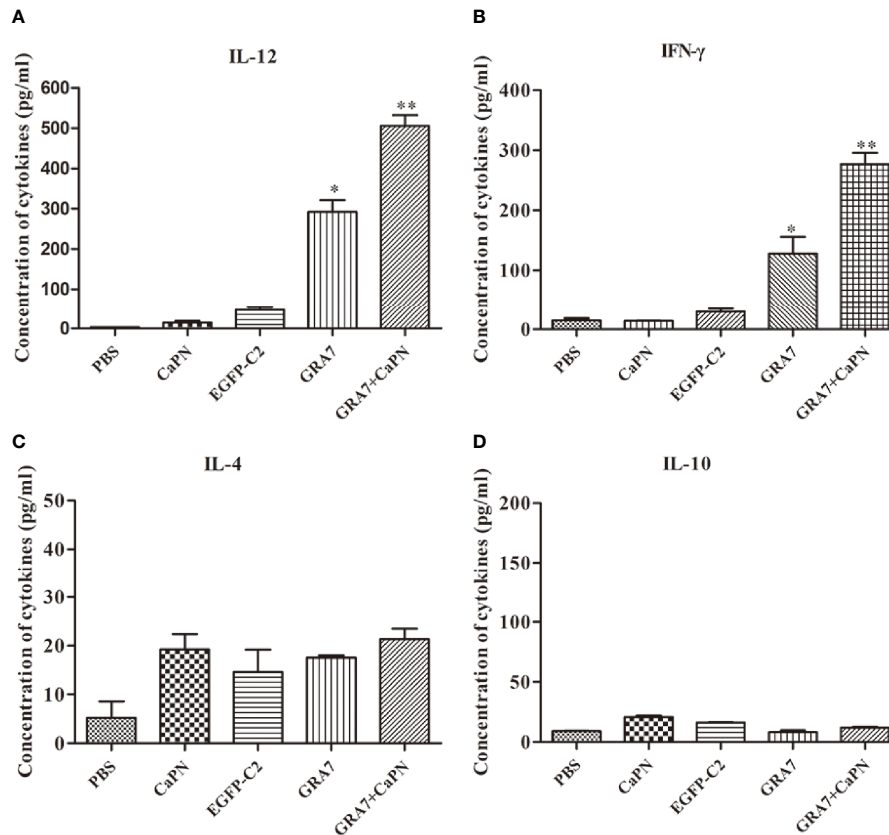 A
IL-12
Concentration of cytokines (pg/ml)
600
500
400
300
200
100
0
*
**
PBS
CaPN
EGFP-C2
GRA7
GRA7+CaPN
B
IFN-γ
Concentration of cytokines (pg/ml)
400
300
200
100
0
*
**
PBS
CaPN
EGFP-C2
GRA7
GRA7+CaPN
C
IL-4
Concentration of cytokines (pg/ml)
50
40
30
20
10
0
PBS
CaPN
EGFP-C2
GRA7
GRA7+CaPN
D
IL-10
Concentration of cytokines (pg/ml)
200
150
100
50
0
PBS
CaPN
EGFP-C2
GRA7
GRA7+CaPN